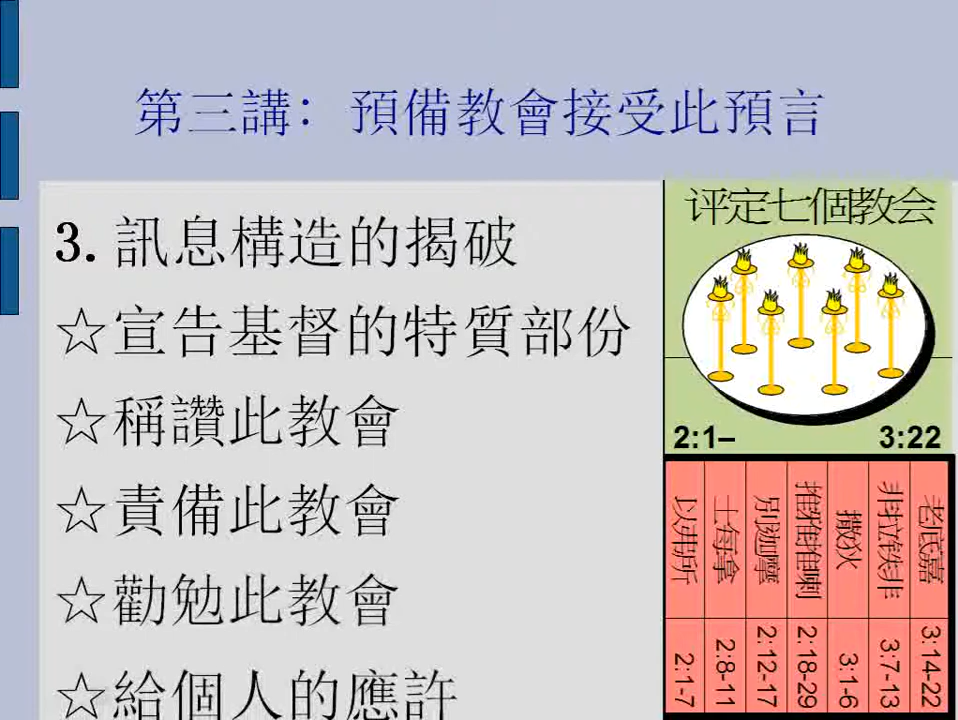 第三講：預備教會接受此預言
3. 訊息構造的揭破
☆宣告基督的特質部份
☆稱讚此教會
☆責備此教會
☆勸勉此教會
☆給個人的應許
评定七個教会
2:1– 3:22
以弗所 2:1-7
士每拿 2:8-11
別迦摩 2:12-17
推雅推喇 2:18-29
撒狄 3:1-6
非拉铁非 3:7-13
老底嘉 3:14-22